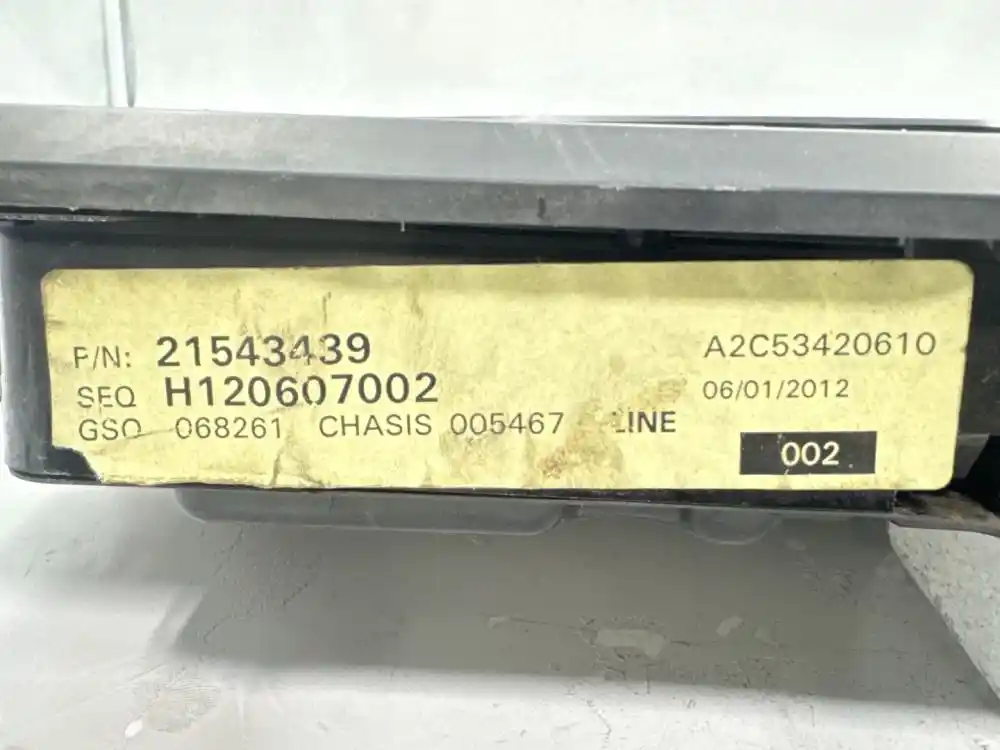 P/N: 21543439
A2C53420610
SEQ H120607002
06/01/2012
GSO 068261 CHASIS 005467 LINE
002